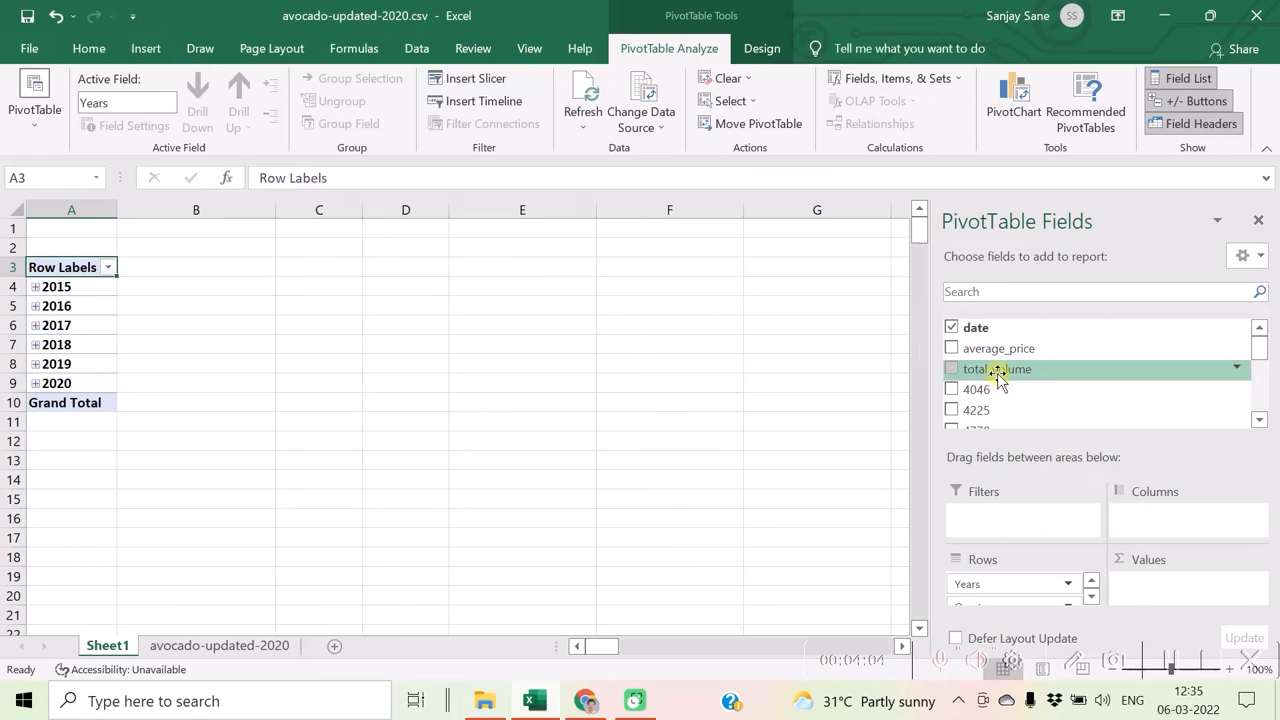 avocado-updated-2020.csv - Excel
PivotTable Tools
Sanjay Sane
SS
File
Home
Insert
Draw
Page Layout
Formulas
Data
Review
View
Help
PivotTable Analyze
Design
Tell me what you want to do
Share
PivotTable
Active Field:
Years
Field Settings
Drill Down
Drill Up
Active Field
Group Selection
Ungroup
Group Field
Group
Insert Slicer
Insert Timeline
Filter Connections
Filter
Refresh
Change Data Source
Data
Clear
Select
Move PivotTable
Actions
Fields, Items, & Sets
OLAP Tools
Relationships
Calculations
PivotChart
Recommended PivotTables
Tools
Field List
+/- Buttons
Field Headers
Show
A3
fx
Row Labels
A B C D E F G
1
2
3 Row Labels
4 2015
5 2016
6 2017
7 2018
8 2019
9 2020
10 Grand Total
11
12
13
14
15
16
17
18
19
20
21
PivotTable Fields
Choose fields to add to report:
Search
date
average_price
4046
4225
Drag fields between areas below:
Filters
Columns
Rows
Σ Values
Years
Defer Layout Update
Update
Sheet1
avocado-updated-2020
Ready
Accessibility: Unavailable
00:04:04
100%
Type here to search
31°C Partly sunny
ENG
12:35
06-03-2022